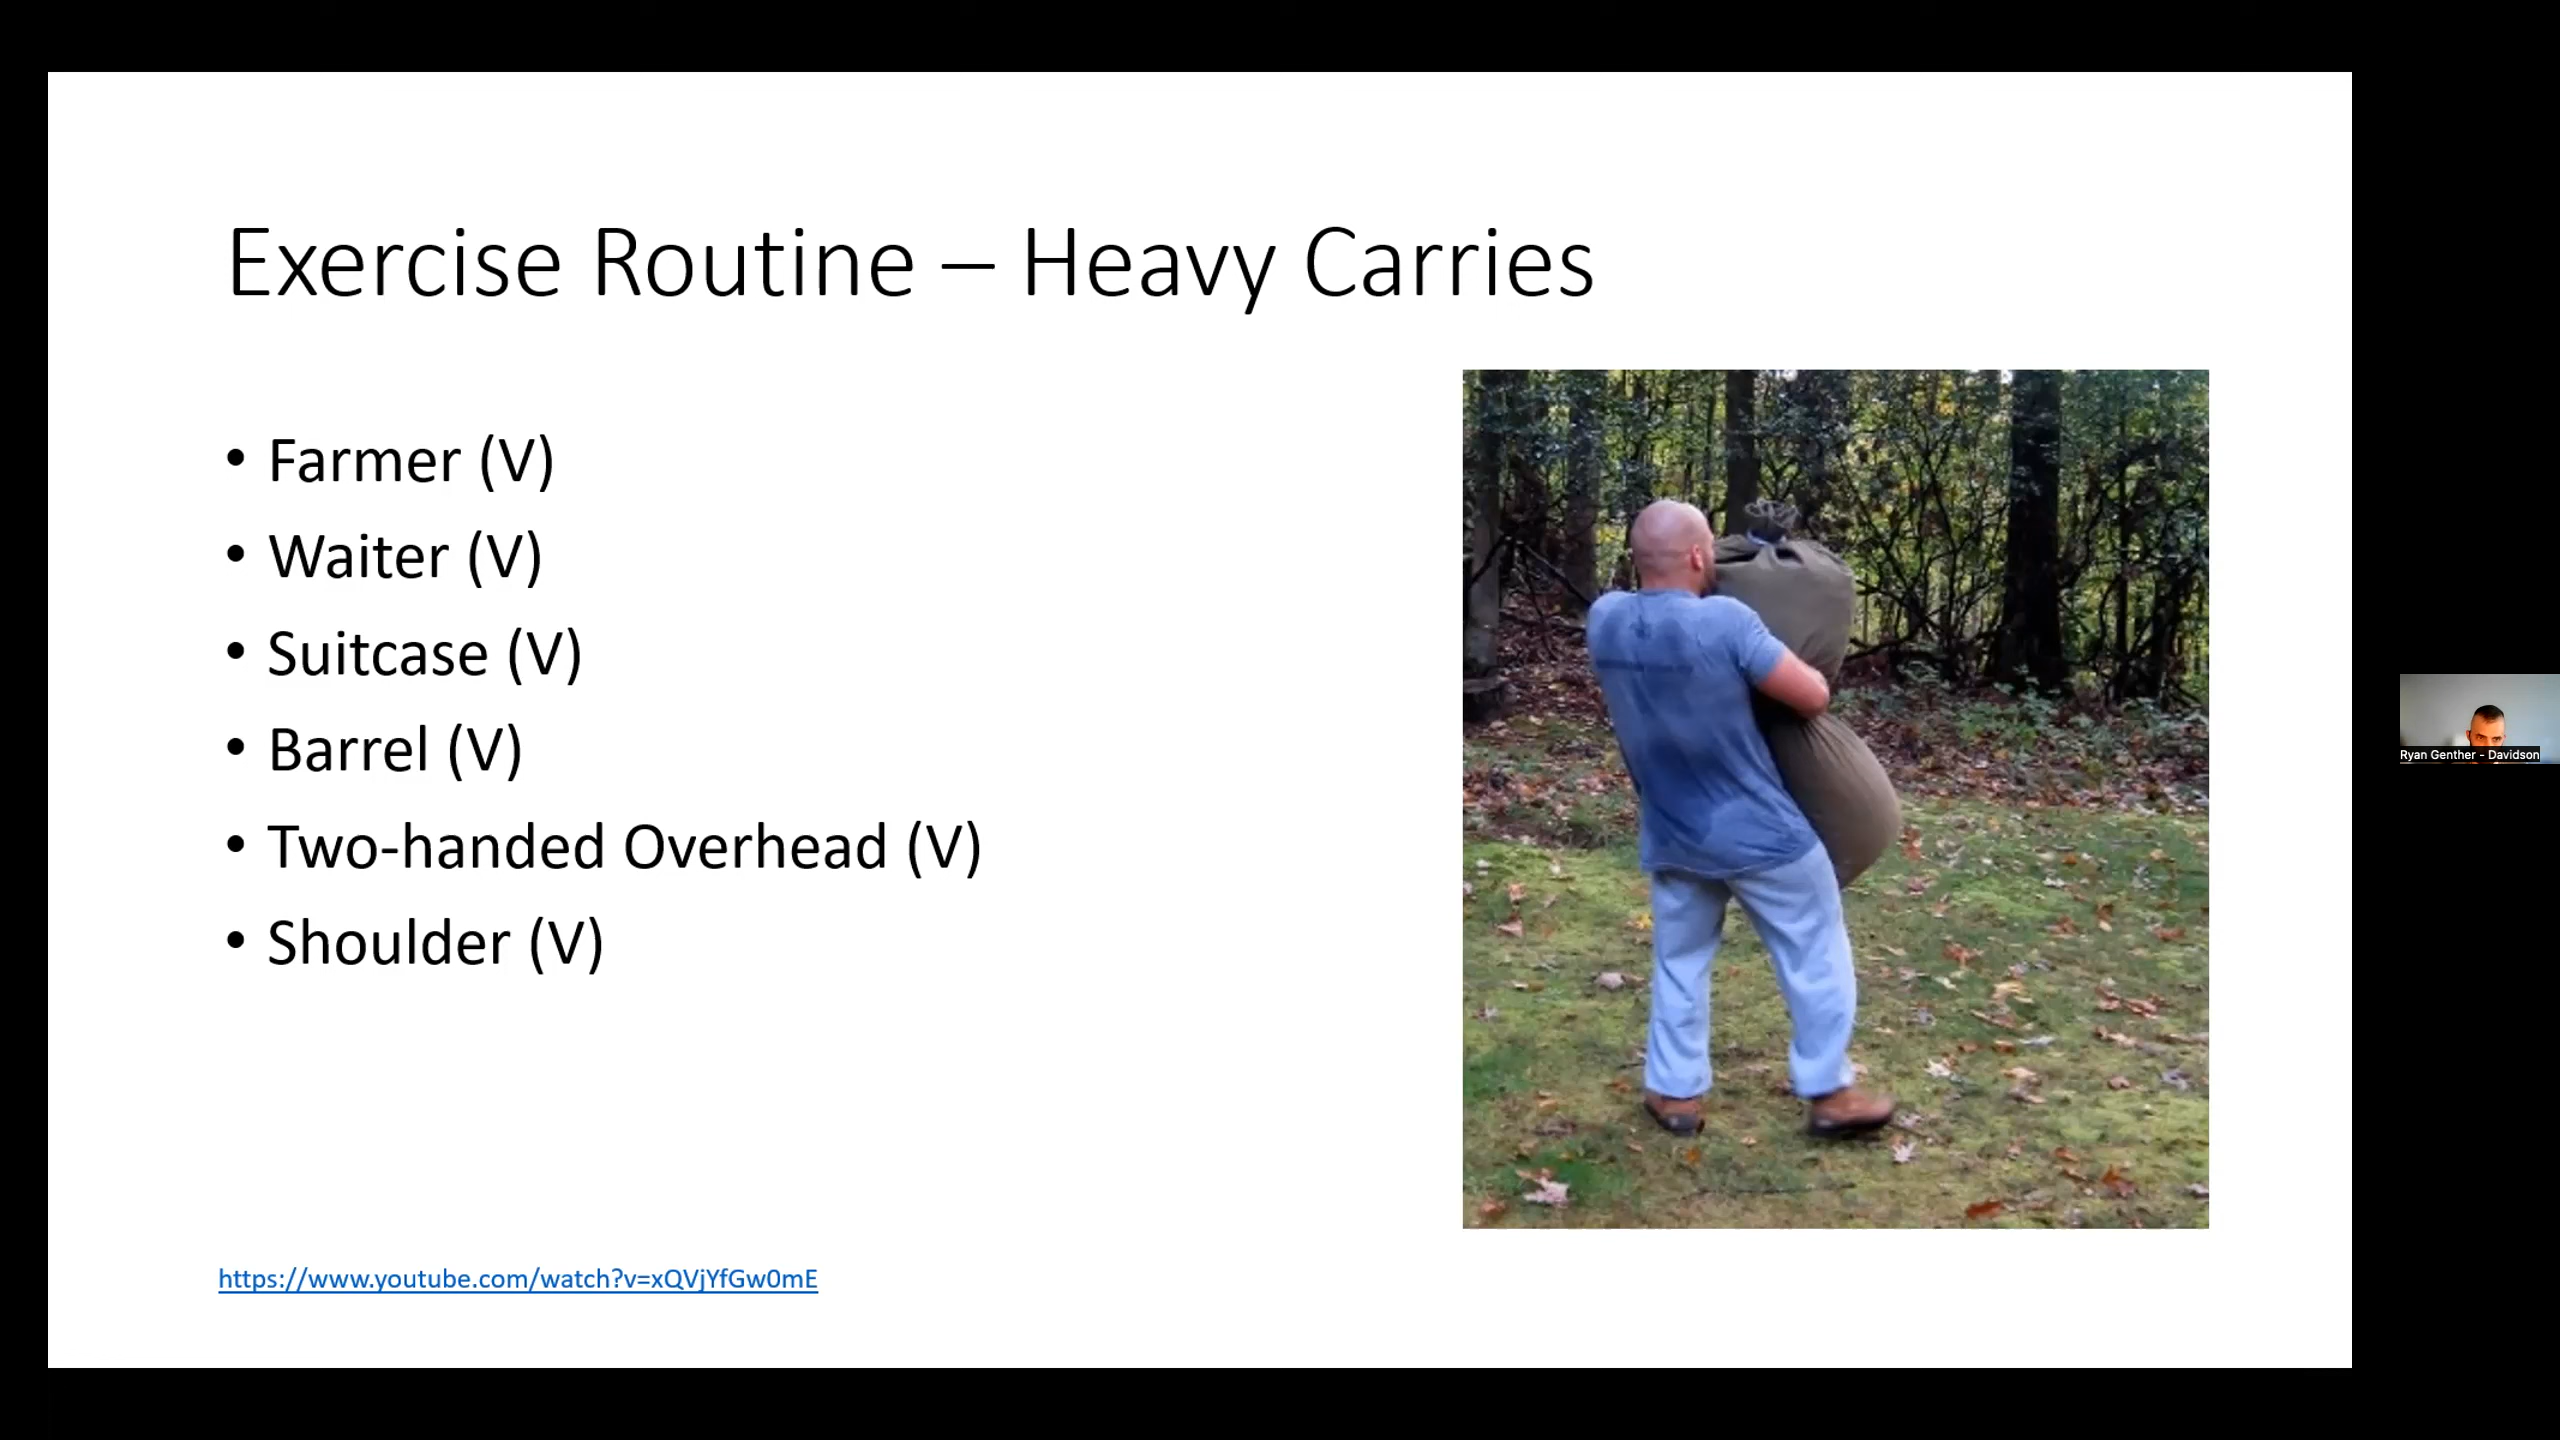 Exercise Routine – Heavy Carries
• Farmer (V)
• Waiter (V)
• Suitcase (V)
• Barrel (V)
• Two-handed Overhead (V)
• Shoulder (V)
https://www.youtube.com/watch?v=xQVjYfGw0mE
Ryan Genther - Davidson